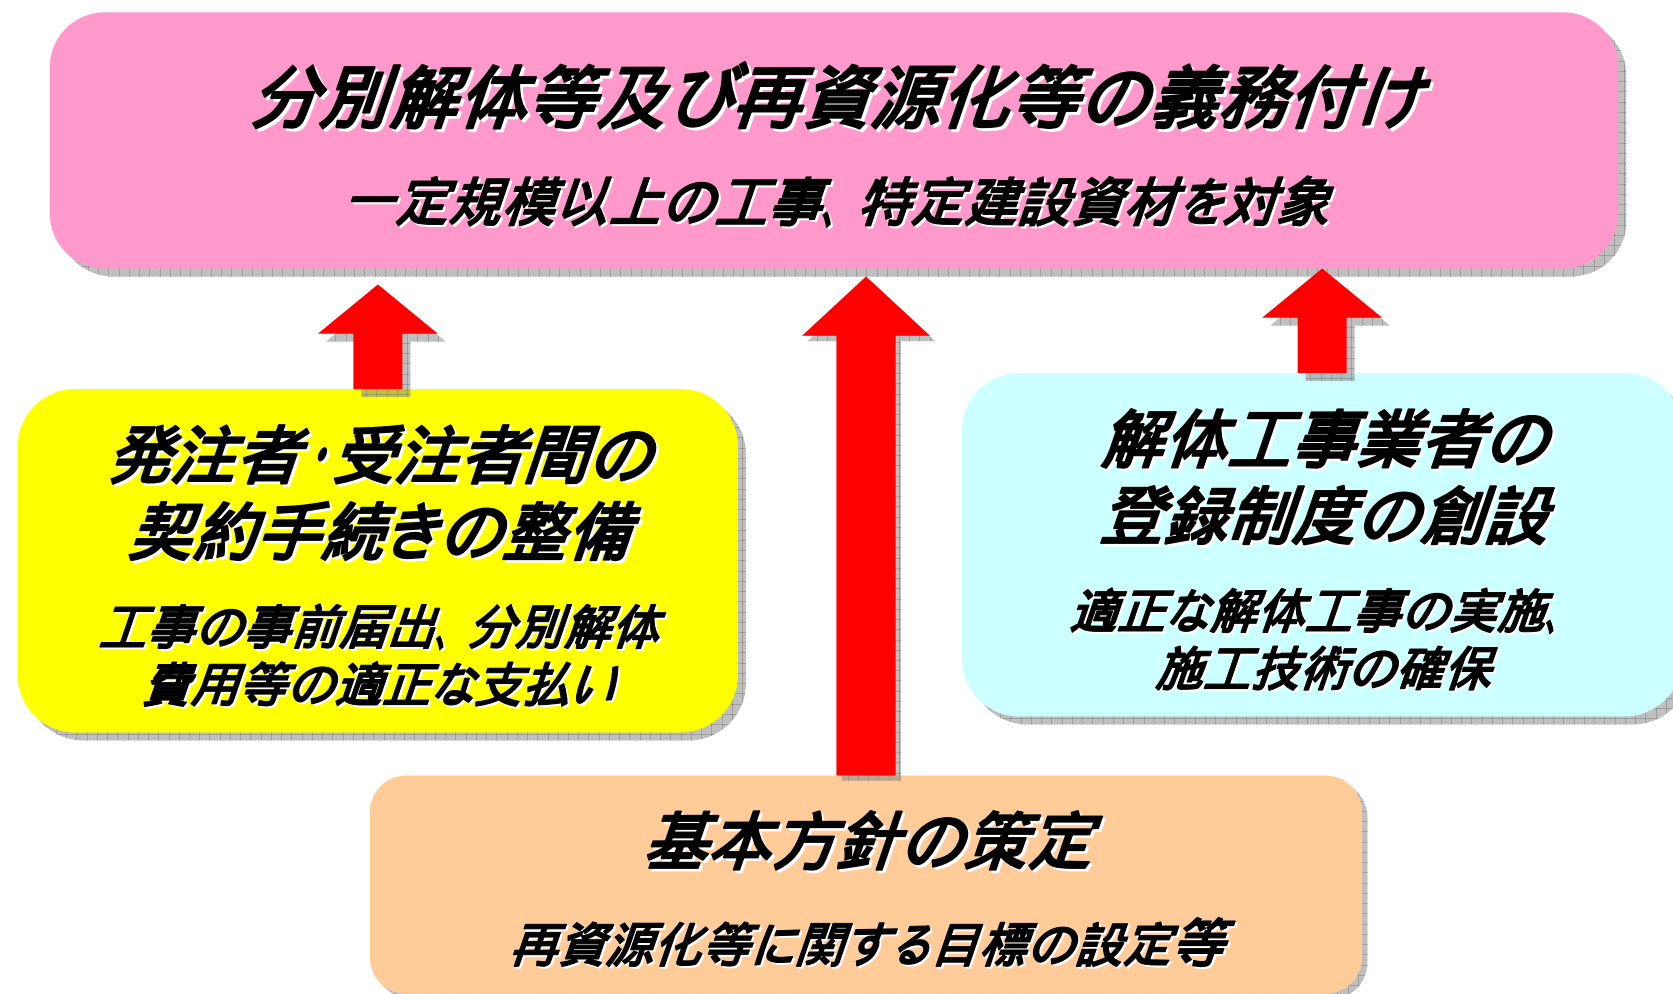 分別解体等及び再資源化等の義務付け
一定規模以上の工事、特定建設資材を対象
発注者・受注者間の
契約手続きの整備
工事の事前届出、分別解体
費用等の適正な支払い
解体工事業者の
登録制度の創設
適正な解体工事の実施、
施工技術の確保
基本方針の策定
再資源化等に関する目標の設定等